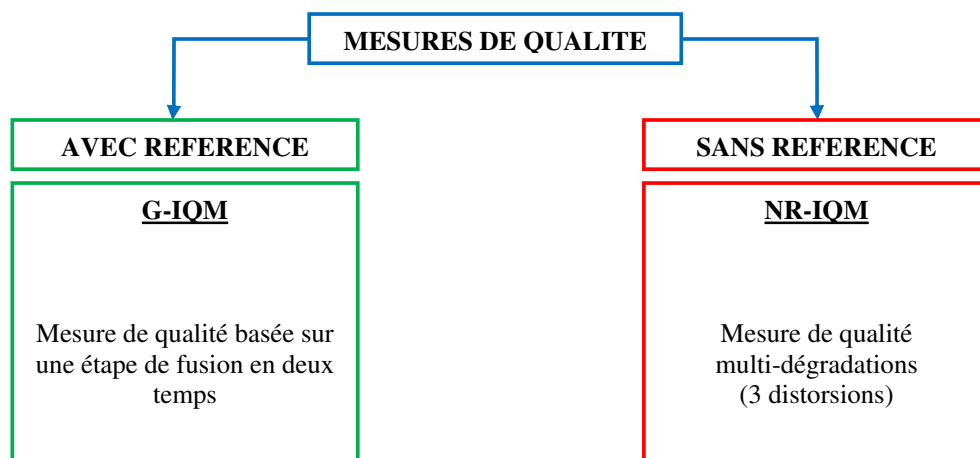 MESURES DE QUALITE
AVEC REFERENCE
SANS REFERENCE
G-IQM
Mesure de qualité basée sur
une étape de fusion en deux
temps
NR-IQM
Mesure de qualité
multi-dégradations
(3 distorsions)